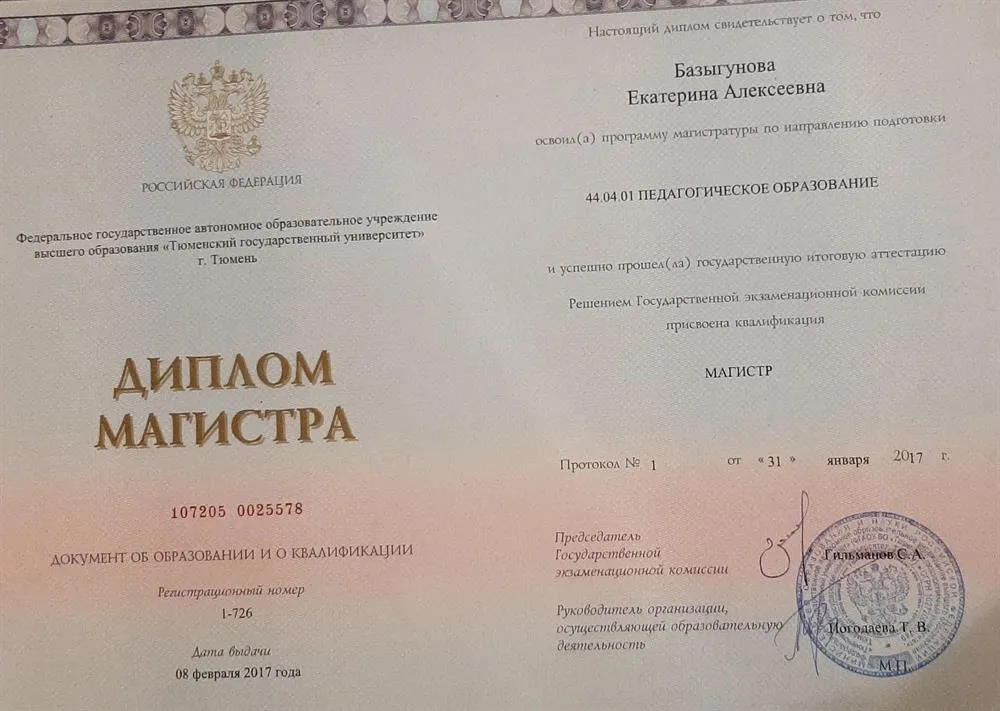 РОССИЙСКАЯ ФЕДЕРАЦИЯ
Федеральное государственное автономное образовательное учреждение
высшего образования «Тюменский государственный университет»
г. Тюмень
ДИПЛОМ
МАГИСТРА
107205 0025578
ДОКУМЕНТ ОБ ОБРАЗОВАНИИ И О КВАЛИФИКАЦИИ
Регистрационный номер
1-726
Дата выдачи
08 февраля 2017 года
Настоящий диплом свидетельствует о том, что
Базыгунова
Екатерина Алексеевна
освоил(а) программу магистратуры по направлению подготовки
44.04.01 ПЕДАГОГИЧЕСКОЕ ОБРАЗОВАНИЕ
и успешно прошел(ла) государственную итоговую аттестацию
Решением Государственной экзаменационной комиссии
присвоена квалификация
МАГИСТР
Протокол № 1 от «31» января 2017 г.
Председатель
Государственной
экзаменационной комиссии
Гильманов С.А.
Руководитель организации,
осуществляющей образовательную
деятельность
Погодаева Т. В.
М.П.